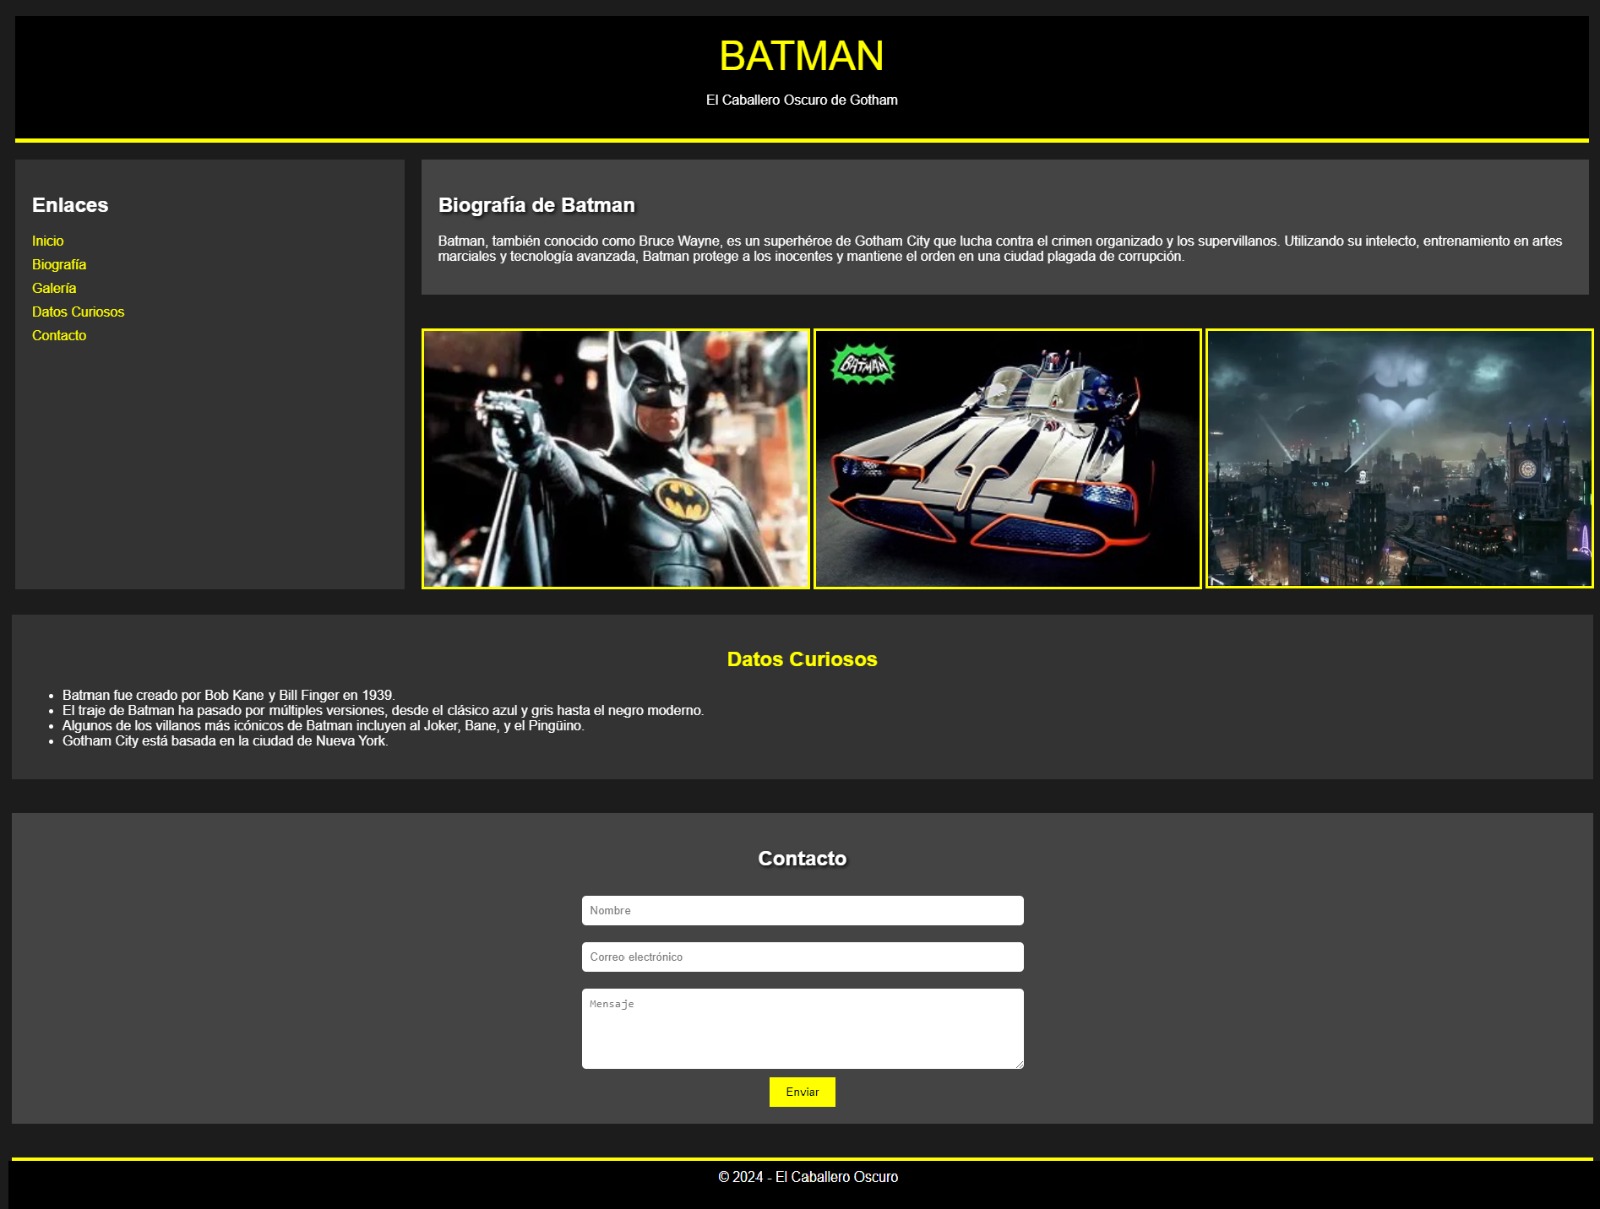 BATMAN
El Caballero Oscuro de Gotham
Enlaces
Inicio
Biografía
Galería
Datos Curiosos
Contacto
Biografía de Batman
Batman, también conocido como Bruce Wayne, es un superhéroe de Gotham City que lucha contra el crimen organizado y los supervillanos. Utilizando su intelecto, entrenamiento en artes
marciales y tecnología avanzada, Batman protege a los inocentes y mantiene el orden en una ciudad plagada de corrupción.
BATMAN
Datos Curiosos
• Batman fue creado por Bob Kane y Bill Finger en 1939.
• El traje de Batman ha pasado por múltiples versiones, desde el clásico azul y gris hasta el negro moderno.
• Algunos de los villanos más icónicos de Batman incluyen al Joker, Bane, y el Pingüino.
• Gotham City está basada en la ciudad de Nueva York.
Contacto
Nombre
Correo electrónico
Mensaje
Enviar
© 2024 - El Caballero Oscuro